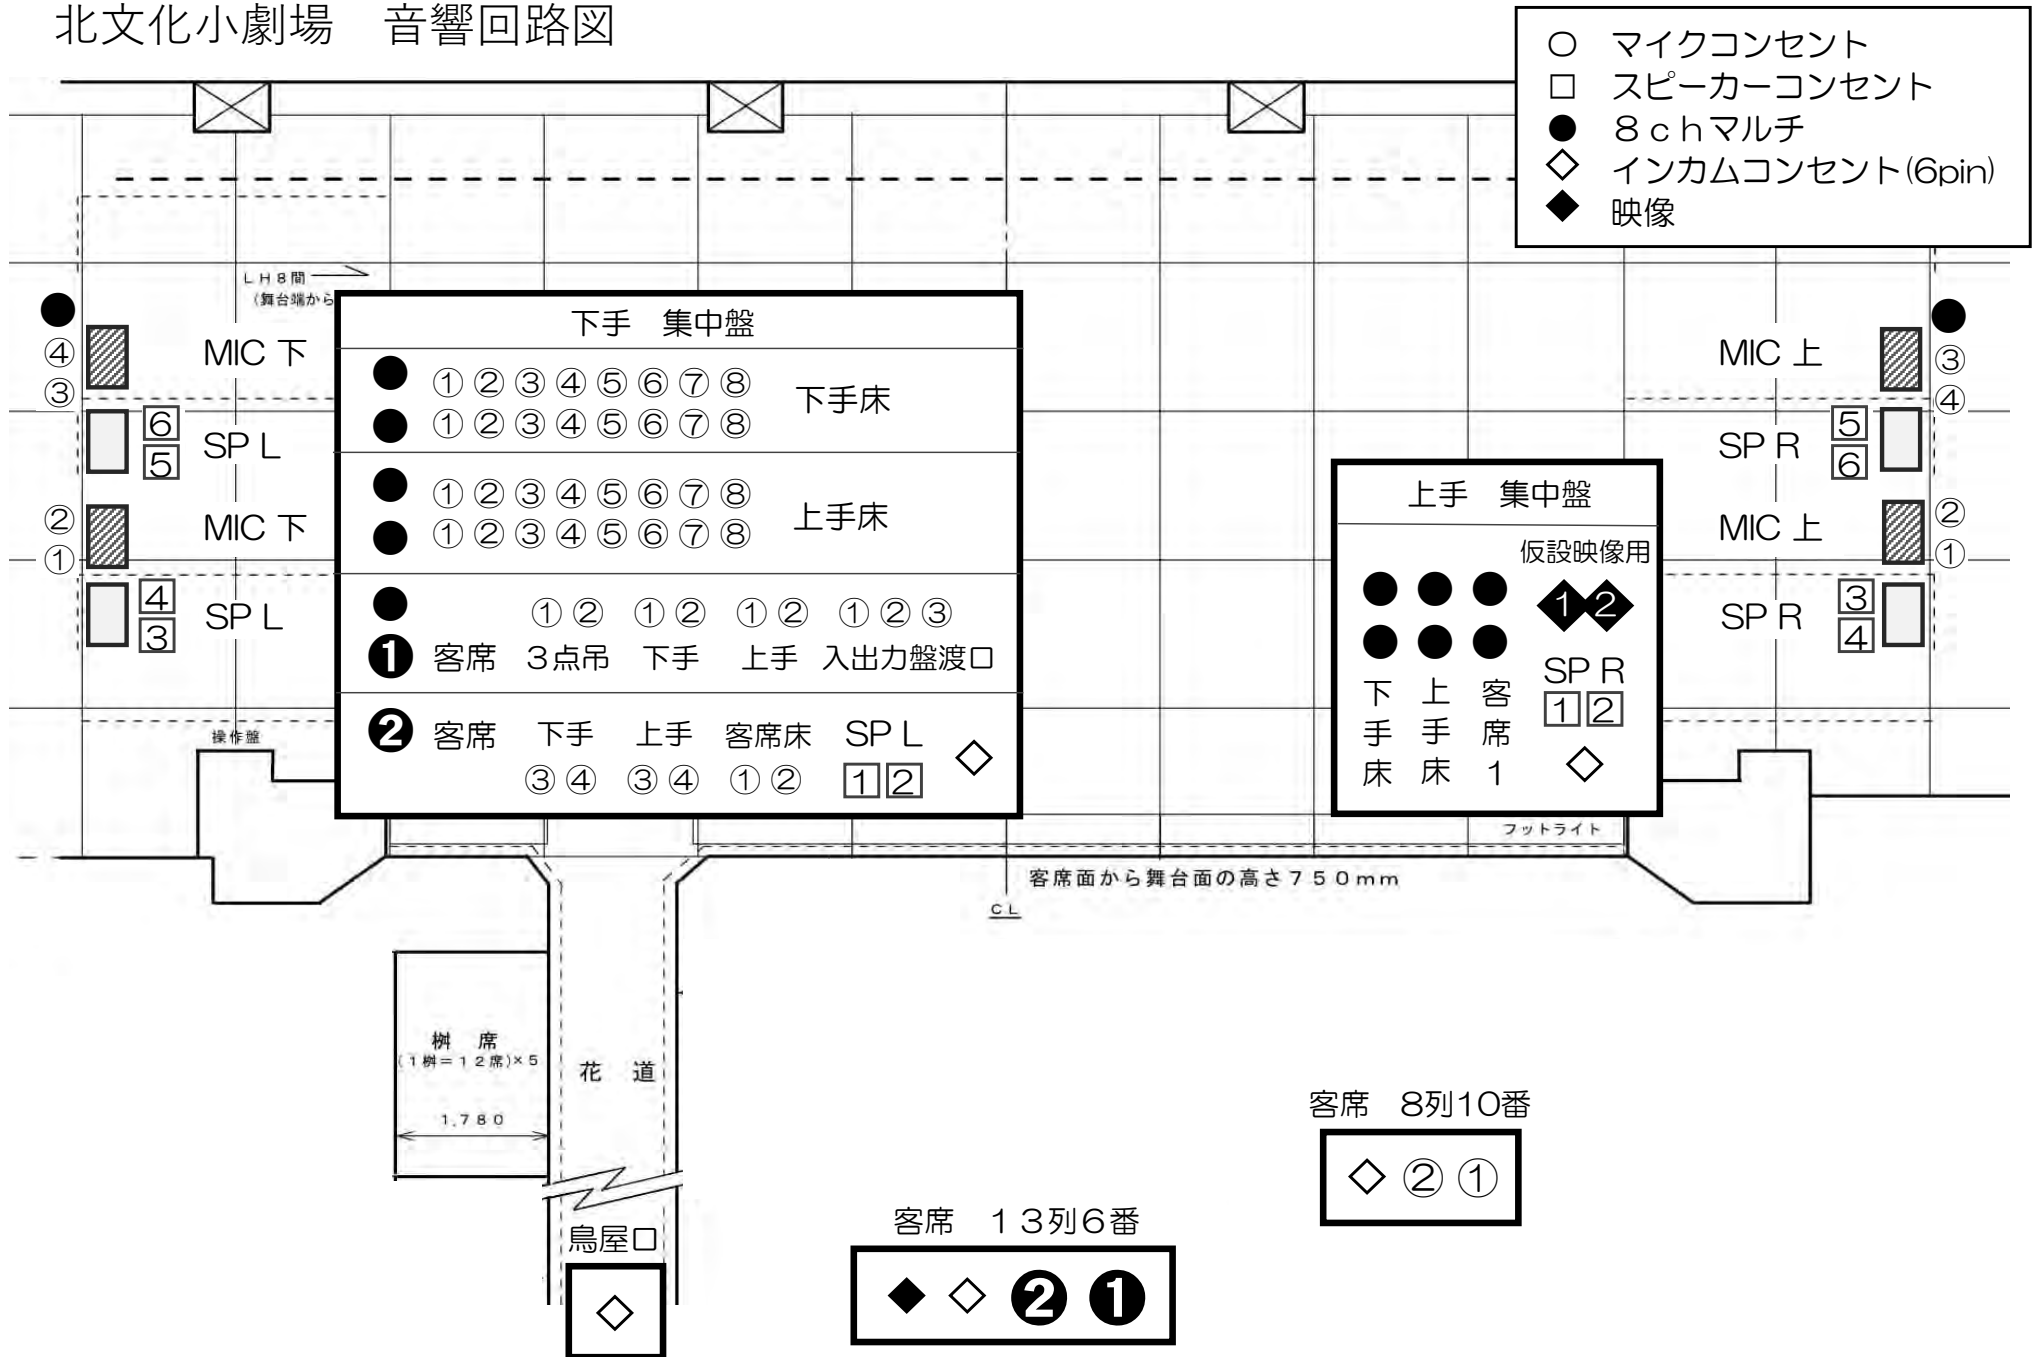 北文化小劇場　音響回路図
○　マイクコンセント
□　スピーカーコンセント
●　８ｃｈマルチ
◇　インカムコンセント(6pin)
◆　映像
ＬＨ８間
（舞台端から
●
④
③
MIC 下
⑥
⑤
SP L
②
①
MIC 下
④
③
SP L
操作盤
下手　集中盤
● ①②③④⑤⑥⑦⑧
● ①②③④⑤⑥⑦⑧
下手床
● ①②③④⑤⑥⑦⑧
● ①②③④⑤⑥⑦⑧
上手床
● ①② ①② ①② ①②③
❶ 客席 ３点吊 下手 上手 入出力盤渡口
❷ 客席 下手 上手 客席床 SP L ◇
③④ ③④ ①② 1 2
上手　集中盤
仮設映像用
● ● ● 1 2
● ● ●
下手床
上手床
客席1
SP R
1 2
◇
MIC 上
●
③
④
SP R
5
6
MIC 上
②
①
SP R
3
4
フットライト
客席面から舞台面の高さ７５０ｍｍ
ＣＬ
桝　席
（１桝＝１２席）×５
１,７８０
花　道
鳥屋口
◇
客席　１３列６番
◆ ◇ ❷ ❶
客席　8列10番
◇ ② ①